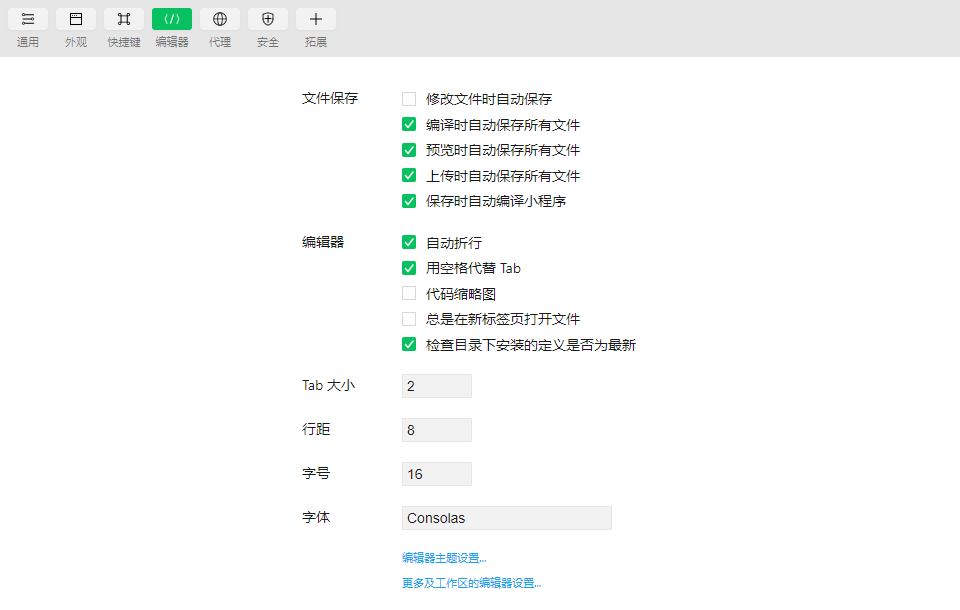 通用 外观 快捷键 编辑器 代理 安全 拓展
文件保存 修改文件时自动保存
编译时自动保存所有文件
预览时自动保存所有文件
上传时自动保存所有文件
保存时自动编译小程序
编辑器 自动折行
用空格代替 Tab
代码缩略图
总是在新标签页打开文件
检查目录下安装的定义是否为最新
Tab 大小 2
行距 8
字号 16
字体 Consolas
编辑器主题设置...
更多及工作区的编辑器设置...